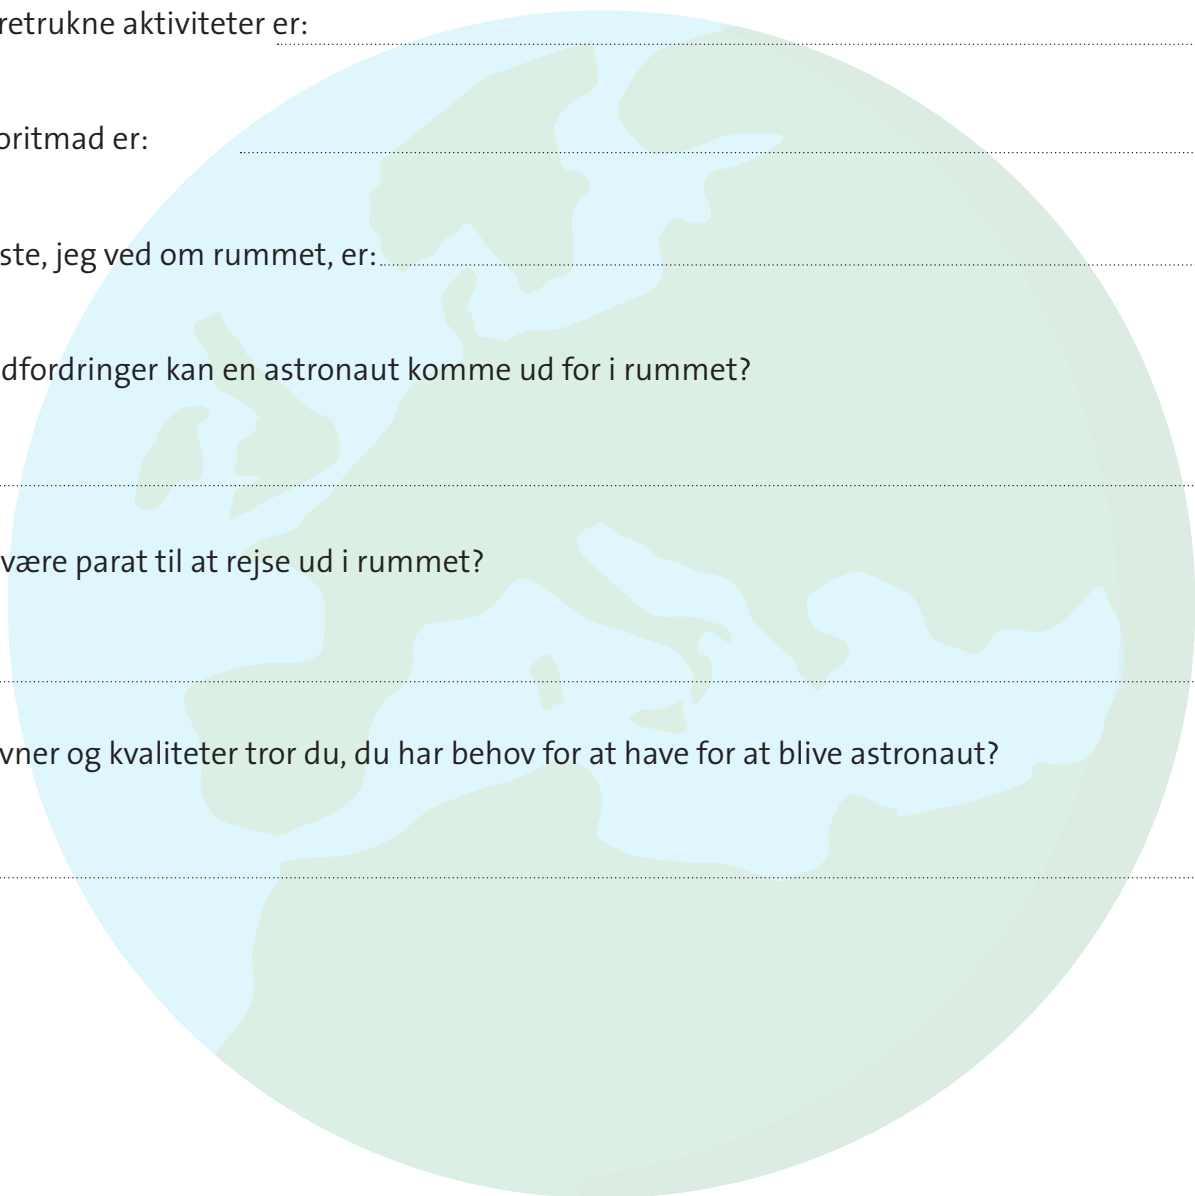 retrukne aktiviteter er:
oritmad er:
ste, jeg ved om rummet, er:
dfordringer kan en astronaut komme ud for i rummet?
være parat til at rejse ud i rummet?
vner og kvaliteter tror du, du har behov for at have for at blive astronaut?